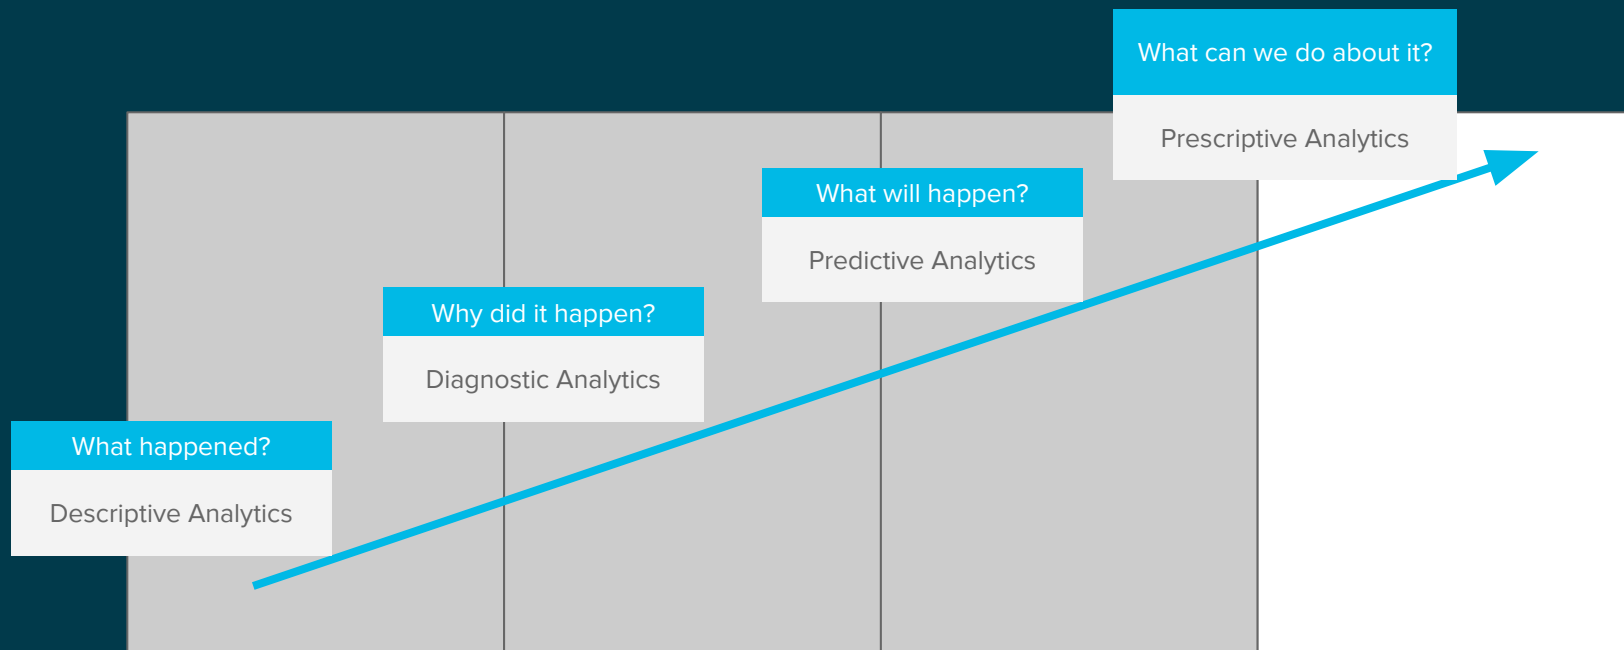 What can we do about it?
Prescriptive Analytics
What will happen?
Predictive Analytics
Why did it happen?
Diagnostic Analytics
What happened?
Descriptive Analytics